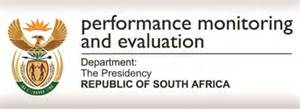 performance monitoring
and evaluation
Department:
The Presidency
REPUBLIC OF SOUTH AFRICA